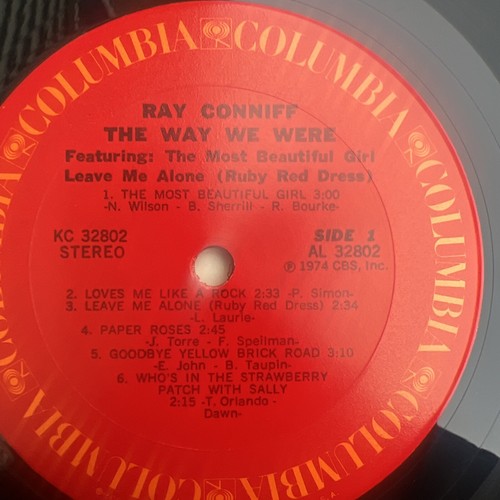 COLUMBIA COLUMBIA COLUMBIA COLUMBIA COLUMBIA COLUMBIA
RAY CONNIFF
THE WAY WE WERE
Featuring: The Most Beautiful Girl
Leave Me Alone (Ruby Red Dress)
1. THE MOST BEAUTIFUL GIRL 3:00
-N. Wilson - B. Sherrill - R. Bourke-
KC 32802
STEREO
SIDE 1
AL 32802
℗ 1974 CBS, Inc.
2. LOVES ME LIKE A ROCK 2:33 -P. Simon-
3. LEAVE ME ALONE (Ruby Red Dress) 2:34
-L. Laurie-
4. PAPER ROSES 2:45
-J. Torre - F. Spellman-
5. GOODBYE YELLOW BRICK ROAD 3:10
-E. John - B. Taupin-
6. WHO'S IN THE STRAWBERRY
PATCH WITH SALLY
2:15 -T. Orlando -
Dawn-